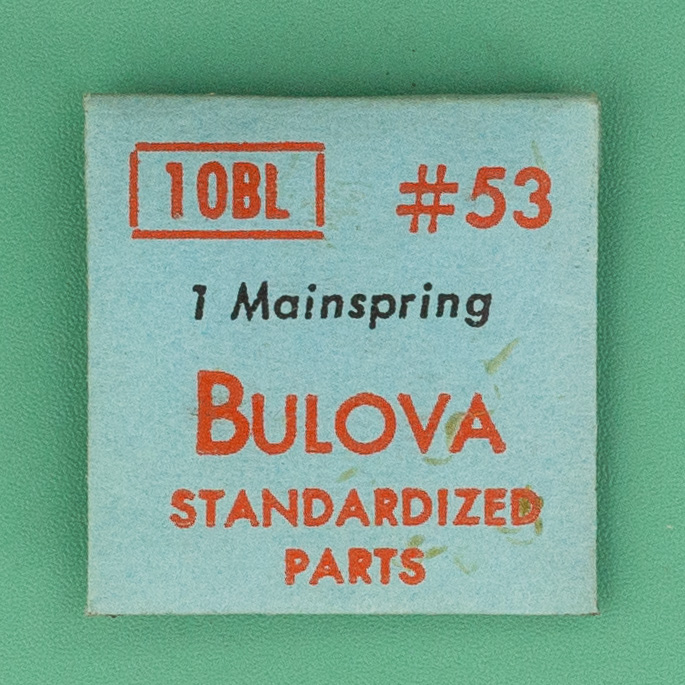 10BL #53
1 Mainspring
BULOVA
STANDARDIZED
PARTS